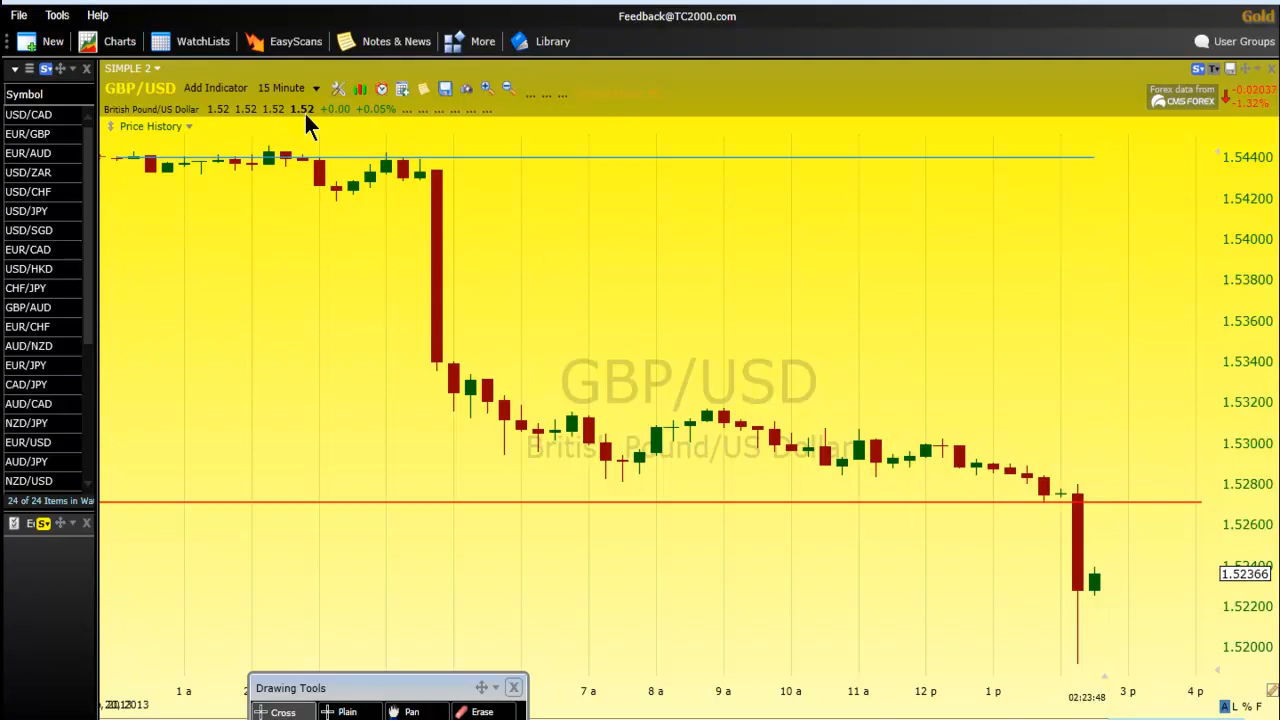 File Tools Help Feedback@TC2000.com Gold
New Charts WatchLists EasyScans Notes & News More Library User Groups
SIMPLE 2
GBP/USD Add Indicator 15 Minute ... ... ...
Forex data from CMS FOREX
-0.02037
-1.32%
British Pound/US Dollar 1.52 1.52 1.52 1.52 +0.00 +0.05% ... ... ... ... ... ...
Price History
Symbol
USD/CAD
EUR/GBP
EUR/AUD
USD/ZAR
USD/CHF
USD/JPY
USD/SGD
EUR/CAD
USD/HKD
CHF/JPY
GBP/AUD
EUR/CHF
AUD/NZD
EUR/JPY
CAD/JPY
AUD/CAD
NZD/JPY
EUR/USD
AUD/JPY
NZD/USD
24 of 24 Items in Wa
GBP/USD
British Pound/US Dollar
1.54400
1.54200
1.54000
1.53800
1.53600
1.53400
1.53200
1.53000
1.52800
1.52600
1.52366
1.52200
1.52000
1 a 7 a 8 a 9 a 10 a 11 a 12 p 1 p 02:23:48 3 p 4 p
A L % F
Drawing Tools
Cross Plain Pan Erase